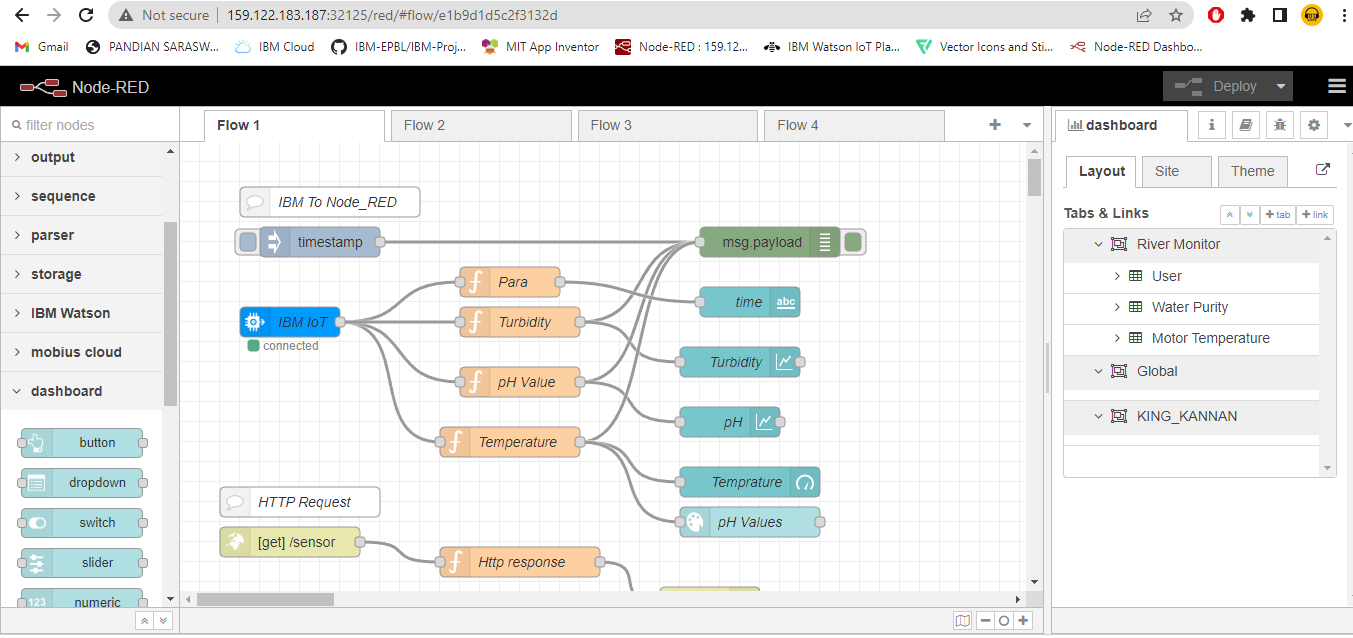 Not secure | 159.122.183.187:32125/red/#flow/e1b9d1d5c2f3132d
Gmail PANDIAN SARASW... IBM Cloud IBM-EPBL/IBM-Proj... MIT App Inventor Node-RED : 159.12... IBM Watson IoT Pla... Vector Icons and Sti... Node-RED Dashbo...
Node-RED Deploy
filter nodes
output
sequence
parser
storage
IBM Watson
mobius cloud
dashboard
button
dropdown
switch
slider
123 numeric
Flow 1 Flow 2 Flow 3 Flow 4
IBM To Node_RED
timestamp msg.payload
Para time abc
IBM IoT Turbidity
connected
Turbidity
pH Value
pH
Temperature
Temprature
HTTP Request pH Values
[get] /sensor
Http response
dashboard i
Layout Site Theme
Tabs & Links +tab +link
River Monitor
User
Water Purity
Motor Temperature
Global
KING_KANNAN